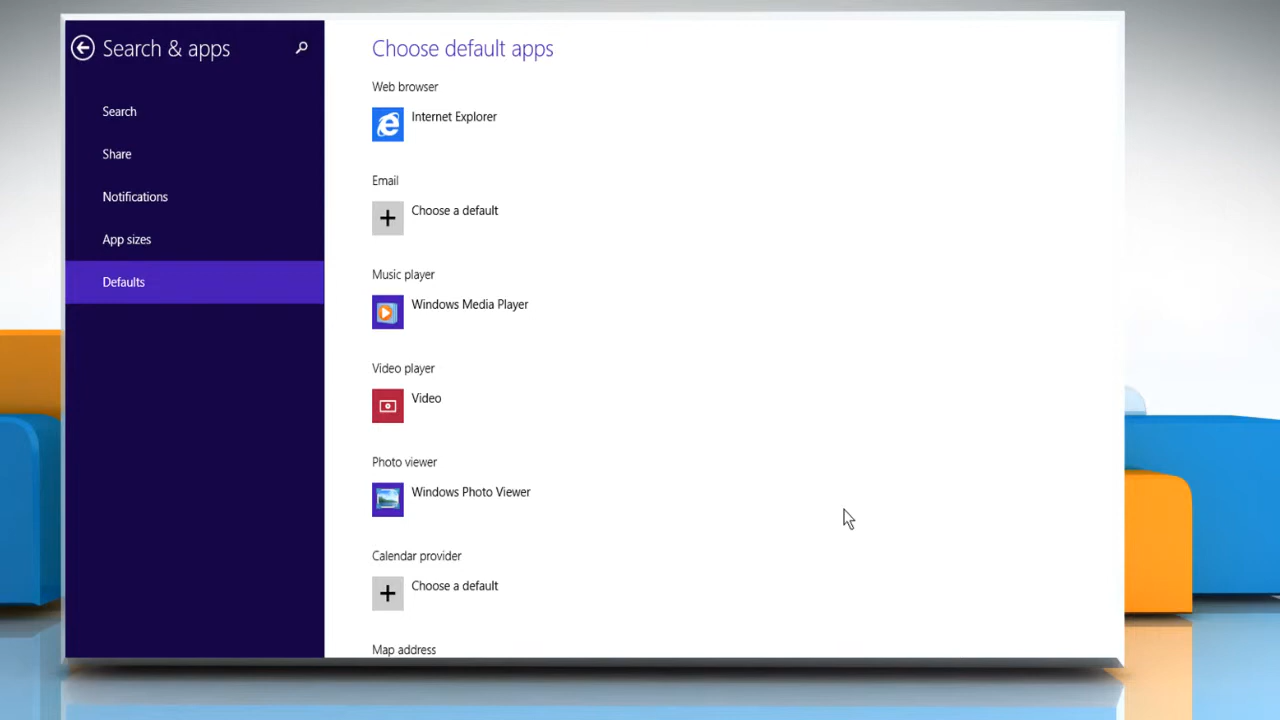 Search & apps
Search
Share
Notifications
App sizes
Defaults
Choose default apps
Web browser
Internet Explorer
Email
Choose a default
Music player
Windows Media Player
Video player
Video
Photo viewer
Windows Photo Viewer
Calendar provider
Choose a default
Map address